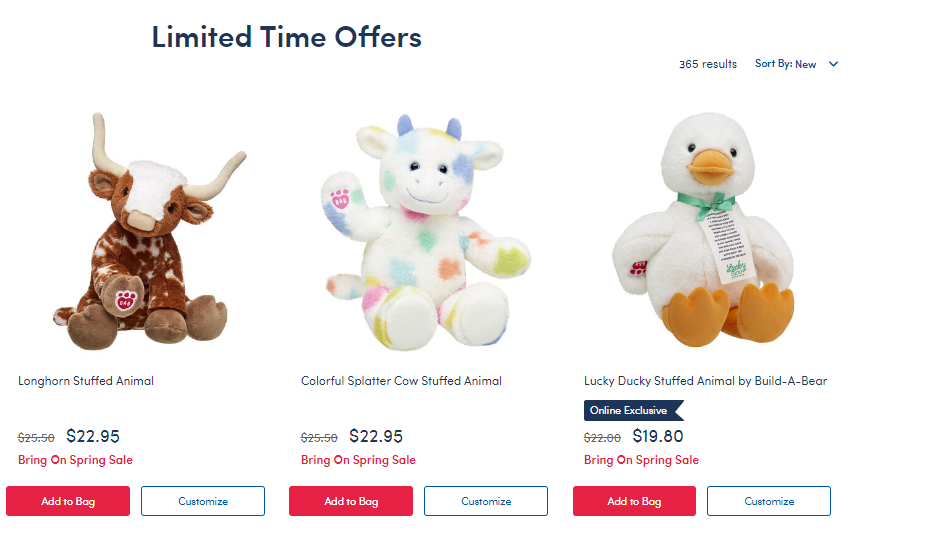 Limited Time Offers
365 results Sort By: New
BAB
BAB
Lucky
Longhorn Stuffed Animal
Colorful Splatter Cow Stuffed Animal
Lucky Ducky Stuffed Animal by Build-A-Bear
Online Exclusive
$25.50 $22.95
$25.50 $22.95
$22.00 $19.80
Bring On Spring Sale
Bring On Spring Sale
Bring On Spring Sale
Add to Bag Customize
Add to Bag Customize
Add to Bag Customize